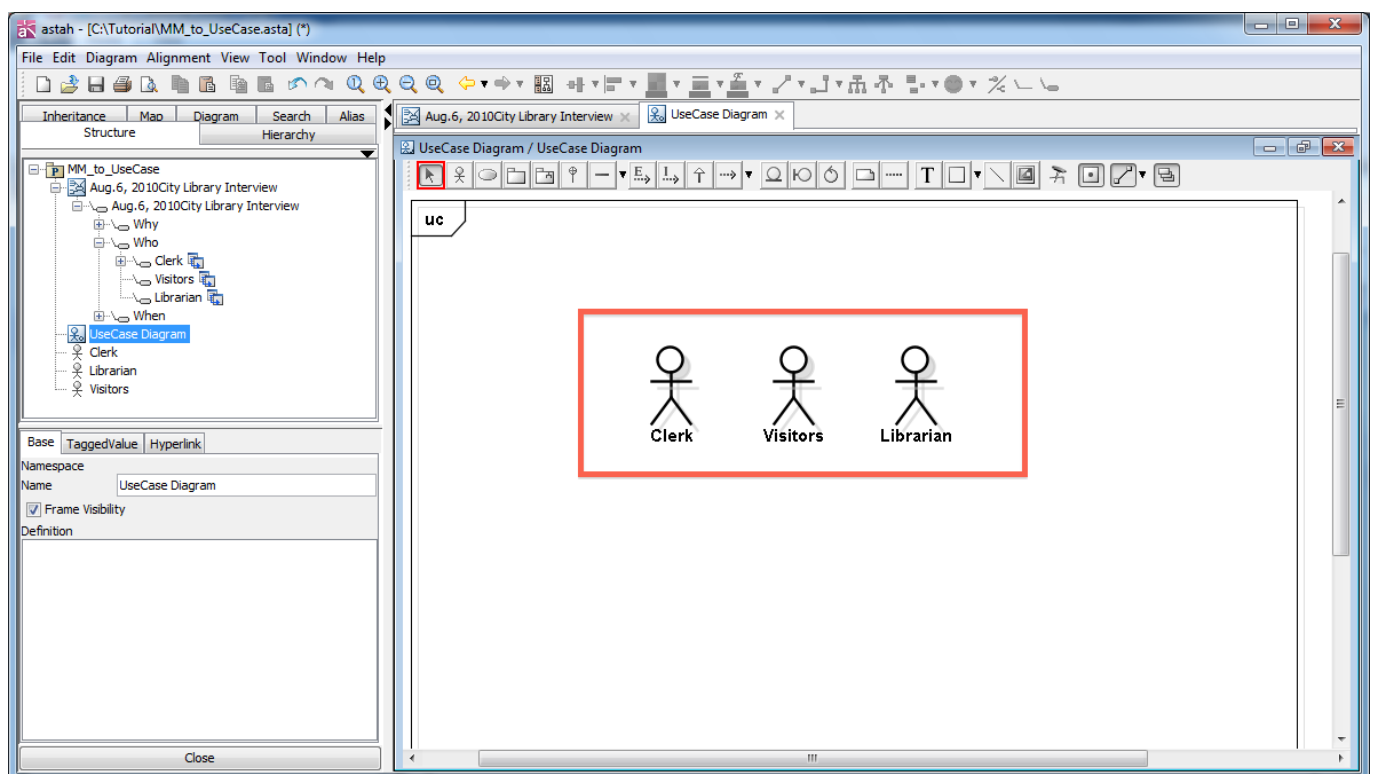 astah - [C:\Tutorial\MM_to_UseCase.asta] (*)
File Edit Diagram Alignment View Tool Window Help
Inheritance Map Diagram Search Alias
Structure Hierarchy
MM_to_UseCase
Aug.6, 2010City Library Interview
Aug.6, 2010City Library Interview
Why
Who
Clerk
Visitors
Librarian
When
UseCase Diagram
Clerk
Librarian
Visitors
Base TaggedValue Hyperlink
Namespace
Name UseCase Diagram
Frame Visibility
Definition
Close
Aug.6, 2010City Library Interview UseCase Diagram
UseCase Diagram / UseCase Diagram
E I T
uc
Clerk Visitors Librarian